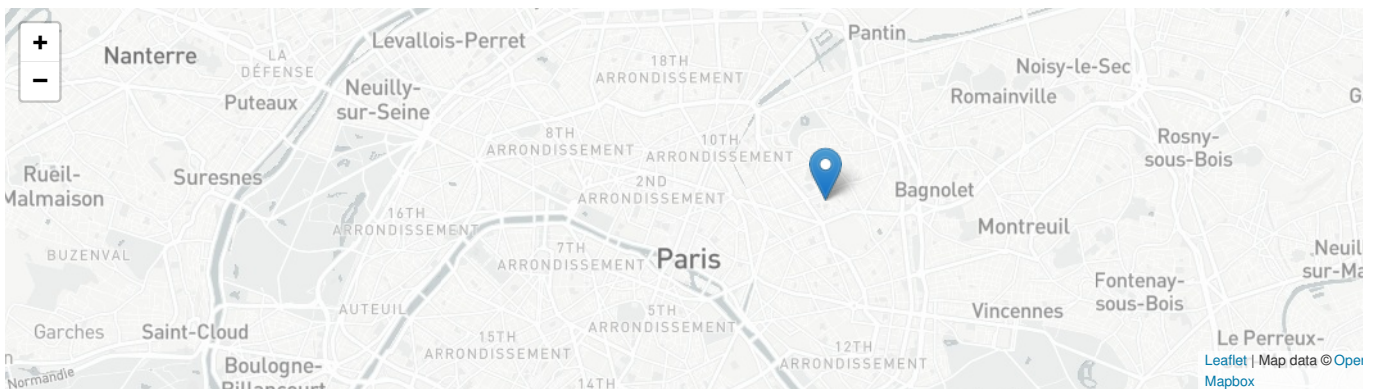 +
−
Nanterre
LA
DÉFENSE
Levallois-Perret
Pantin
18TH
ARRONDISSEMENT
Noisy-le-Sec
Puteaux
Neuilly-
sur-Seine
Romainville
8TH
ARRONDISSEMENT
10TH
ARRONDISSEMENT
Rosny-
sous-Bois
Rueil-
Malmaison
Suresnes
2ND
ARRONDISSEMENT
Bagnolet
16TH
ARRONDISSEMENT
Montreuil
BUZENVAL
7TH
ARRONDISSEMENT
Paris
Neuil
sur-Ma
Fontenay-
sous-Bois
AUTEUIL
5TH
ARRONDISSEMENT
Vincennes
Garches
Saint-Cloud
15TH
ARRONDISSEMENT
12TH
ARRONDISSEMENT
Le Perreux-
Boulogne-
Billancourt
Normandie
14TH
Leaflet | Map data © Open
Mapbox